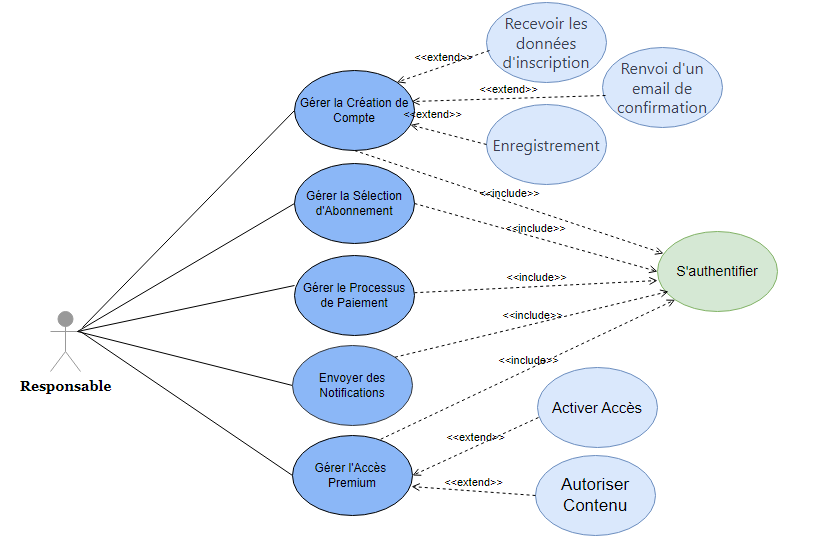 Recevoir les
données
d'inscription
<<extend>>
Renvoi d'un
email de
confirmation
<<extend>>
Gérer la Création de
Compte
<<extend>>
Enregistrement
<<include>>
Gérer la Sélection
d'Abonnement
<<include>>
S'authentifier
<<include>>
Gérer le Processus
de Paiement
<<include>>
Responsable
<<include>>
Envoyer des
Notifications
Activer Accès
<<extend>>
Gérer l'Accès
Premium
<<extend>>
Autoriser
Contenu